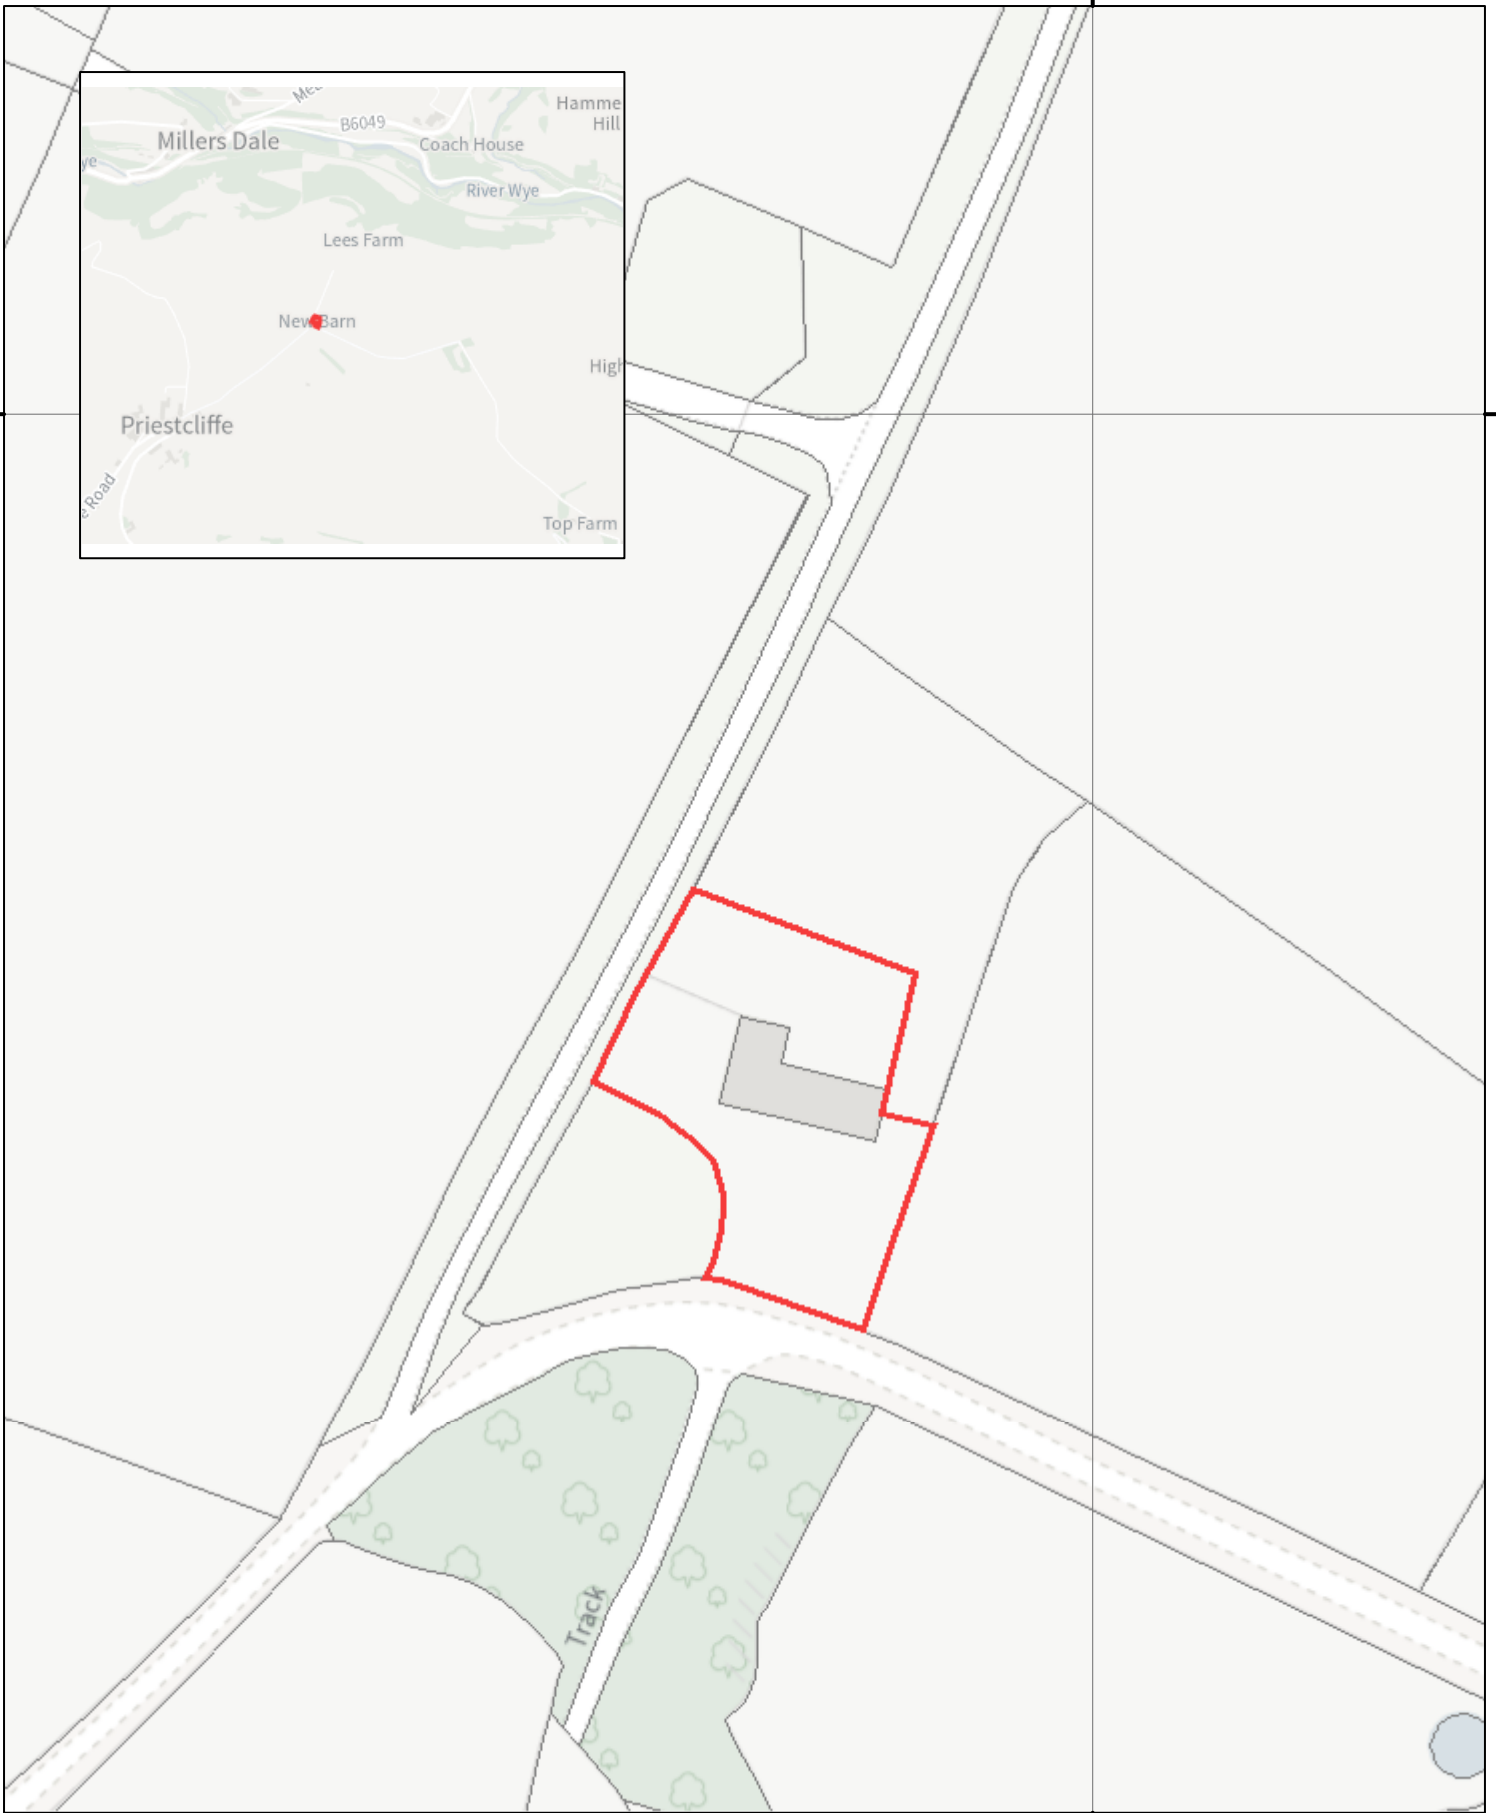 Hamme
Hill
B6049
Millers Dale
Coach House
ye
River Wye
Lees Farm
New Barn
High
Priestcliffe
e Road
Top Farm
Track